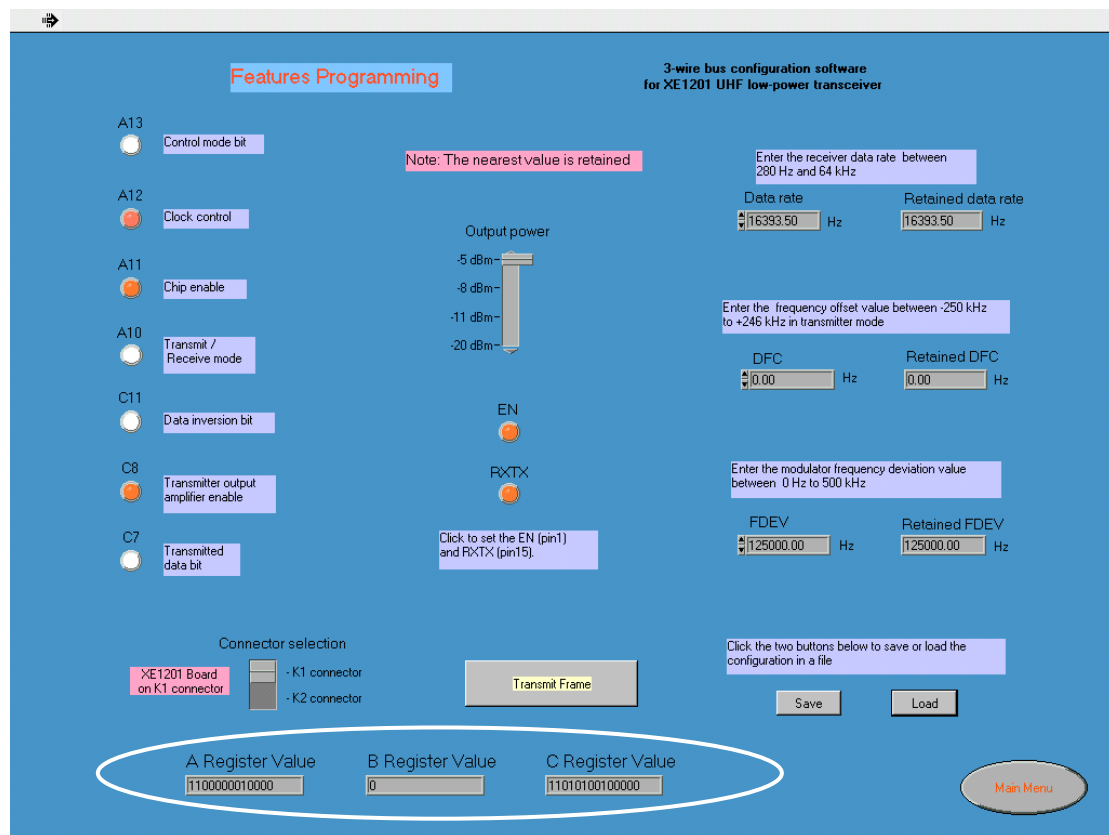 Features Programming
3-wire bus configuration software
for XE1201 UHF low-power transceiver
A13
Control mode bit
A12
Clock control
A11
Chip enable
A10
Transmit /
Receive mode
C11
Data inversion bit
C8
Transmitter output
amplifier enable
C7
Transmitted
data bit
Note: The nearest value is retained
Output power
-5 dBm
-8 dBm
-11 dBm
-20 dBm
EN
RXTX
Click to set the EN (pin1)
and RXTX (pin15).
Enter the receiver data rate between
280 Hz and 64 kHz
Data rate
Retained data rate
16393.50 Hz
16393.50 Hz
Enter the frequency offset value between -250 kHz
to +246 kHz in transmitter mode
DFC
Retained DFC
0.00 Hz
0.00 Hz
Enter the modulator frequency deviation value
between 0 Hz to 500 kHz
FDEV
Retained FDEV
125000.00 Hz
125000.00 Hz
Connector selection
XE1201 Board
on K1 connector
- K1 connector
- K2 connector
Transmit Frame
Click the two buttons below to save or load the
configuration in a file
Save
Load
A Register Value
B Register Value
C Register Value
1100000010000
0
11010100100000
Main Menu